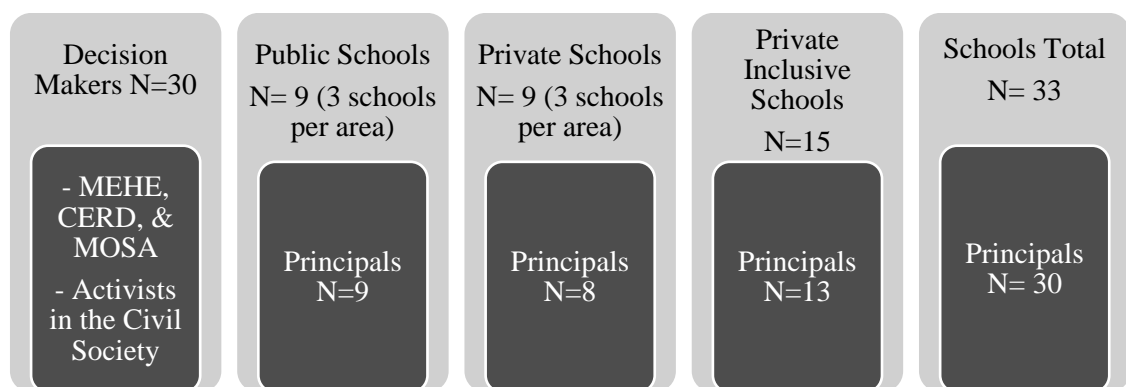 Decision
Makers N=30
- MEHE,
CERD, &
MOSA
- Activists
in the Civil
Society
Public Schools
N= 9 (3 schools
per area)
Principals
N=9
Private Schools
N= 9 (3 schools
per area)
Principals
N=8
Private
Inclusive
Schools
N=15
Principals
N=13
Schools Total
N= 33
Principals
N= 30